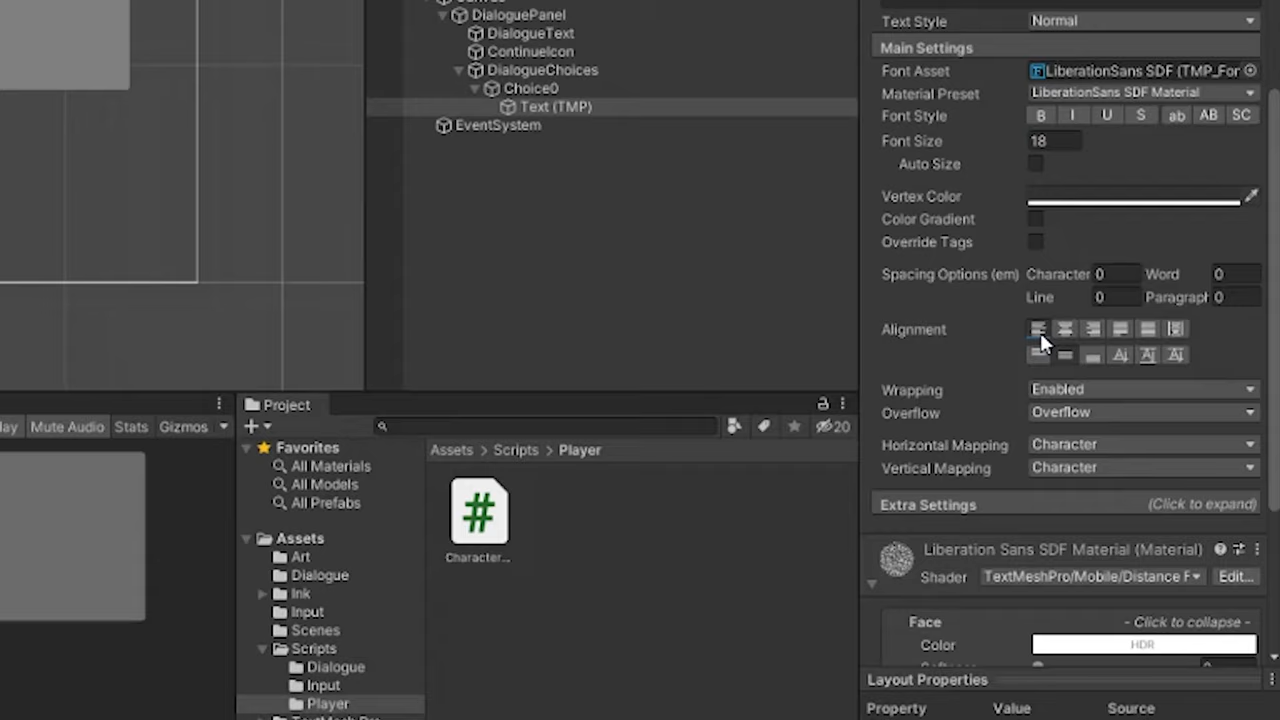 DialoguePanel
DialogueText
ContinueIcon
DialogueChoices
Choice0
Text (TMP)
EventSystem
Text Style Normal
Main Settings
Font Asset LiberationSans SDF (TMP_For
Material Preset LiberationSans SDF Material
Font Style B I U S ab AB SC
Font Size 18
Auto Size
Vertex Color
Color Gradient
Override Tags
Spacing Options (em) Character 0 Word 0
Line 0 Paragraph 0
Alignment
Wrapping Enabled
Overflow Overflow
Horizontal Mapping Character
Vertical Mapping Character
Extra Settings (Click to expand)
Liberation Sans SDF Material (Material)
Shader TextMeshPro/Mobile/Distance F Edit...
Face - Click to collapse -
Color HDR
Layout Properties
Property Value Source
lay Mute Audio Stats Gizmos
Project
20
Favorites
All Materials
All Models
All Prefabs
Assets
Art
Dialogue
Ink
Input
Scenes
Scripts
Dialogue
Input
Player
Assets > Scripts > Player
#
Character...